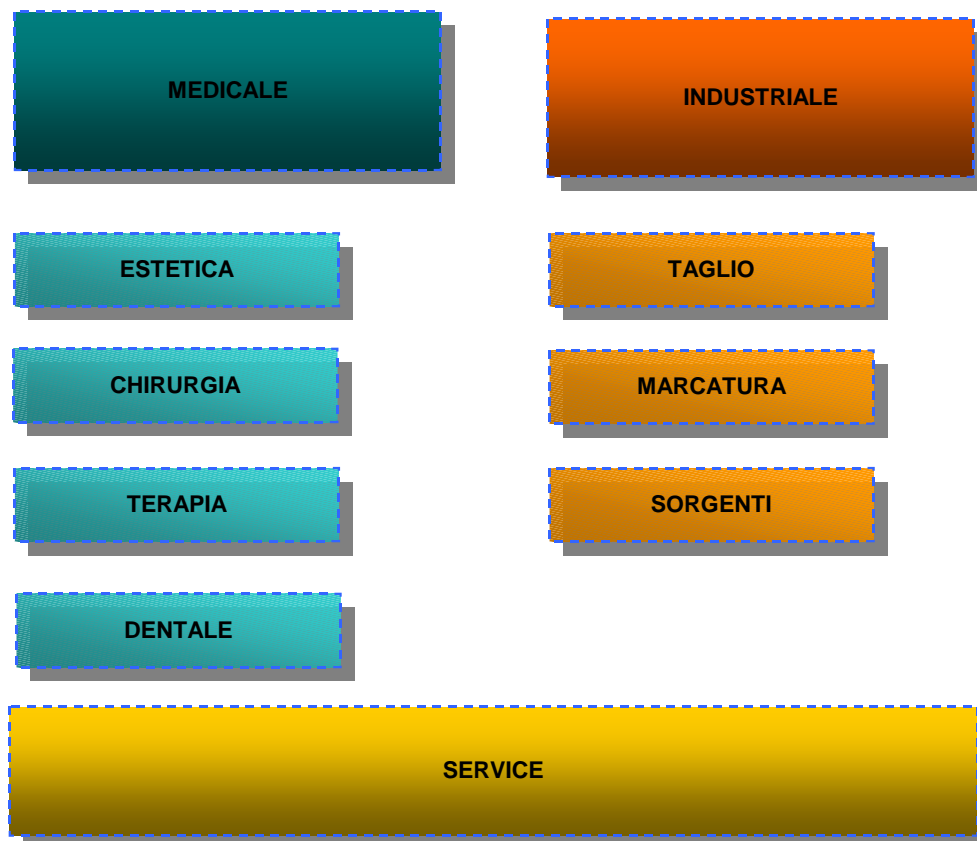 MEDICALE
INDUSTRIALE
ESTETICA
TAGLIO
CHIRURGIA
MARCATURA
TERAPIA
SORGENTI
DENTALE
SERVICE